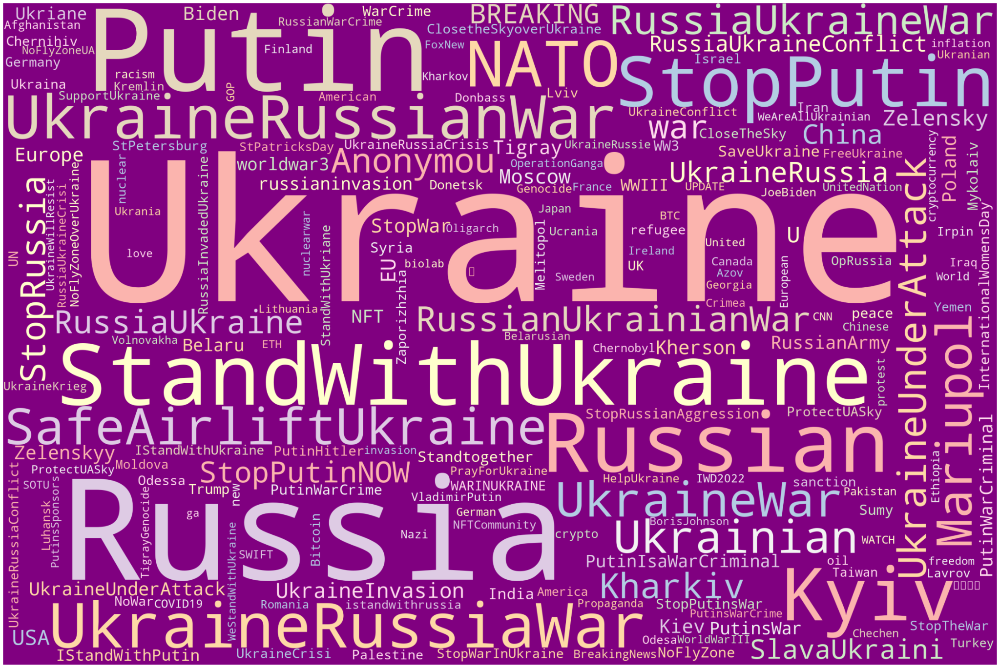 Ukriane
Putin
Biden
RussianWarCrime
WarCrime
BREAKING
RussiaUkraineWar
Afghanistan
ClosetheSkyoverUkraine
Chernihiv
NoFlyZoneUA
Finland
FoxNew
NATO
RussiaUkraineConflict
inflation
Ukranian
Germany
StopPutin
Israel
racism
Kharkov
Ukraina
Kremlin
GOP
SupportUkraine
American
Donbass
Lviv
UkraineRussianWar
UkraineConflict
Iran
WeAreAllUkrainian
Zelensky
war
CloseTheSky
China
cryptocurrency
Poland
Europe
StPetersburg
StPatricksDay
UkraineRussiaCrisis
Tigray
UkraineRussie
WW3
SaveUkraine
FreeUkraine
Mykolaiv
nuclear
RussiaInvadedUkraine
worldwar3
Anonymou
OperationGanga
UkraineRussia
UkraineUnderAttack
StopRussia
UkraineWillResist
RussiaUkraineCrisi
NoFlyZoneOverUkraine
russianinvasion
Donetsk
Moscow
Genocide
France
WWIII
UPDATE
JoeBiden
UnitedNation
Ukraine
Ukrania
Japan
BTC
InternationalWomensDay
nuclearwar
StandWithUkriane
StopWar
Oligarch
Melitopol
Ucrania
refugee
U
Irpin
UN
love
Syria
United
Ireland
European
EU
biolab
Zaporizhzhia
UK
Canada
OpRussia
Iraq
Sweden
Azov
World
Georgia
Crimea
RussiaUkraine
Lithuania
NFT
RussianUkrainianWar
CNN
peace
Yemen
Mariupol
Chinese
Volnovakha
Belaru
ETH
Belarusian
Chernobyl
Kherson
RussianArmy
StandWithUkraine
protest
UkraineKrieg
SafeAirliftUkraine
Russian
StopRussianAggression
ProtectUASky
PutinWarCriminal
Zelenskyy
IStandWithUkraine
PutinHitler
invasion
Standtogether
Ethiopia
UkraineRussiaConflict
ProtectUASky
Moldova
StopPutinNOW
PrayForUkraine
HelpUkraine
IWD2022
sanction
SOTU
PutinsSponsors
Odessa
Trump
new
PutinWarCrime
WARINUKRAINE
UkraineWar
Pakistan
Luhansk
TigrayGenocide
Russia
VladimirPutin
Sumy
ga
WeStandWithUkraine
Bitcoin
German
NFTCommunity
BorisJohnson
Nazi
crypto
Ukrainian
WATCH
SWIFT
PutinIsaWarCriminal
oil
freedom
Taiwan
Lavrov
UkraineUnderAttack
UkraineInvasion
India
America
Kharkiv
Kyiv
NoWar
COVID19
Romania
istandwithrussia
Propaganda
StopPutinsWar
PutinsWarCrime
UkraineRussiaWar
USA
Kiev
PutinsWar
StopTheWar
Chechen
Odesa
WorldWarIII
Turkey
IStandWithPutin
UkraineCrisi
Palestine
StopWarInUkraine
BreakingNews
NoFlyZone
SlavaUkraini